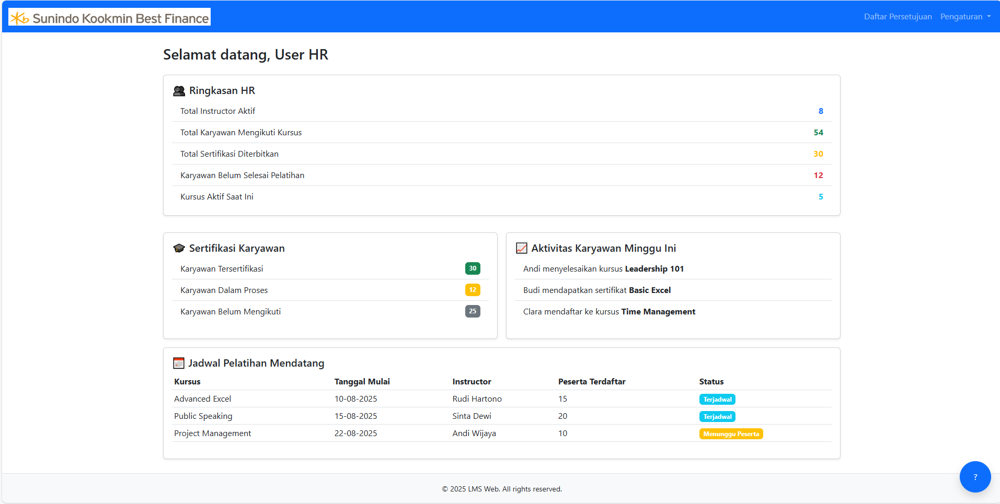 Sunindo Kookmin Best Finance
Daftar Persetujuan Pengaturan
Selamat datang, User HR
Ringkasan HR
Total Instructor Aktif 8
Total Karyawan Mengikuti Kursus 54
Total Sertifikasi Diterbitkan 30
Karyawan Belum Selesai Pelatihan 12
Kursus Aktif Saat Ini 5
Sertifikasi Karyawan
Karyawan Tersertifikasi 30
Karyawan Dalam Proses 12
Karyawan Belum Mengikuti 25
Aktivitas Karyawan Minggu Ini
Andi menyelesaikan kursus Leadership 101
Budi mendapatkan sertifikat Basic Excel
Clara mendaftar ke kursus Time Management
Jadwal Pelatihan Mendatang
Kursus Tanggal Mulai Instructor Peserta Terdaftar Status
Advanced Excel 10-08-2025 Rudi Hartono 15 Terjadwal
Public Speaking 15-08-2025 Sinta Dewi 20 Terjadwal
Project Management 22-08-2025 Andi Wijaya 10 Menunggu Peserta
?
© 2025 LMS Web. All rights reserved.